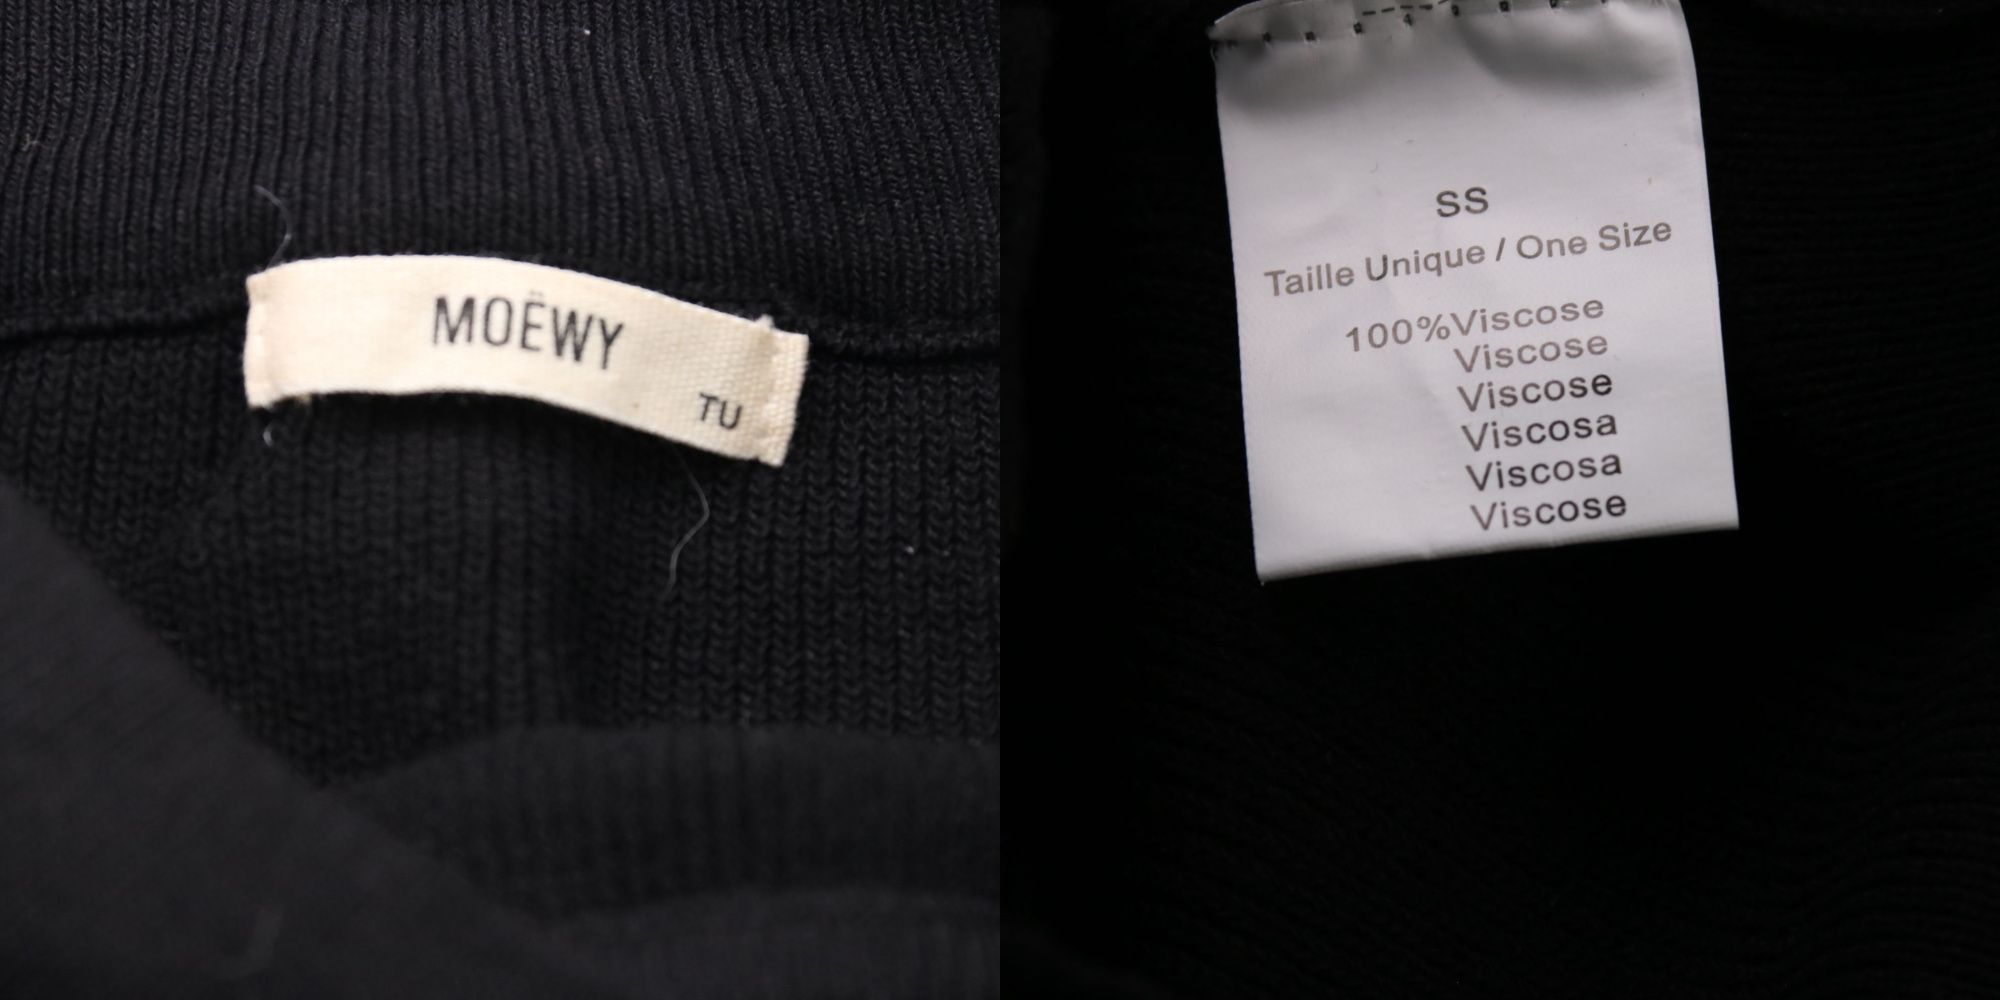 MOËWY
TU
SS
Taille Unique / One Size
100%Viscose
Viscose
Viscose
Viscosa
Viscosa
Viscose